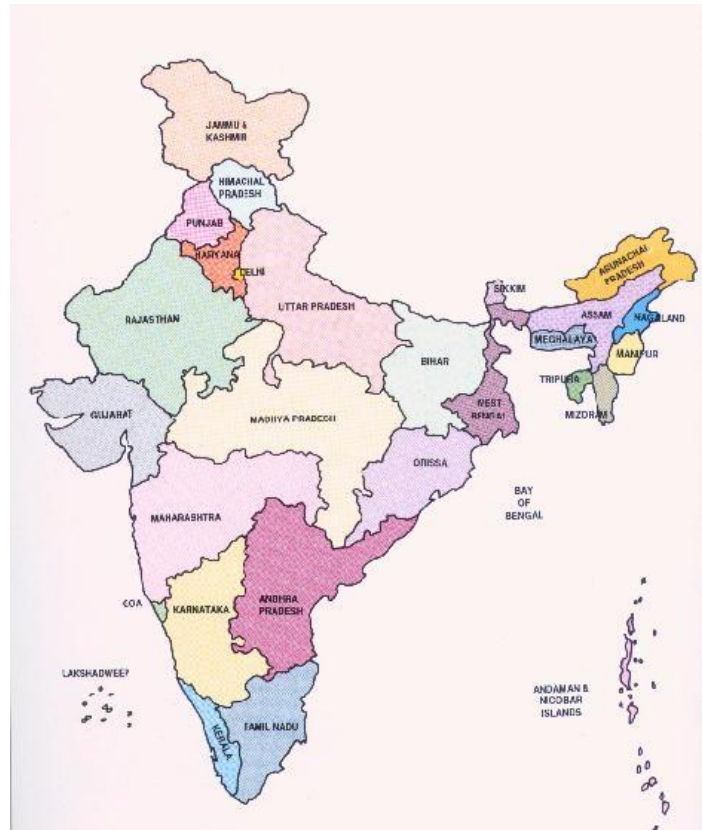 JAMMU &
KASHMIR
HIMACHAL
PRADESH
PUNJAB
HARYANA
DELHI
ARUNACHAL
PRADESH
SIKKIM
UTTAR PRADESH
ASSAM
NAGALAND
RAJASTHAN
MEGHALAYA
BIHAR
MANIPUR
TRIPURA
GUJARAT
WEST
BENGAL
MIZORAM
MADHYA PRADESH
ORISSA
BAY
OF
BENGAL
MAHARASHTRA
GOA
KARNATAKA
ANDHRA
PRADESH
LAKSHADWEEP
ANDAMAN &
NICOBAR
ISLANDS
KERALA
TAMIL NADU